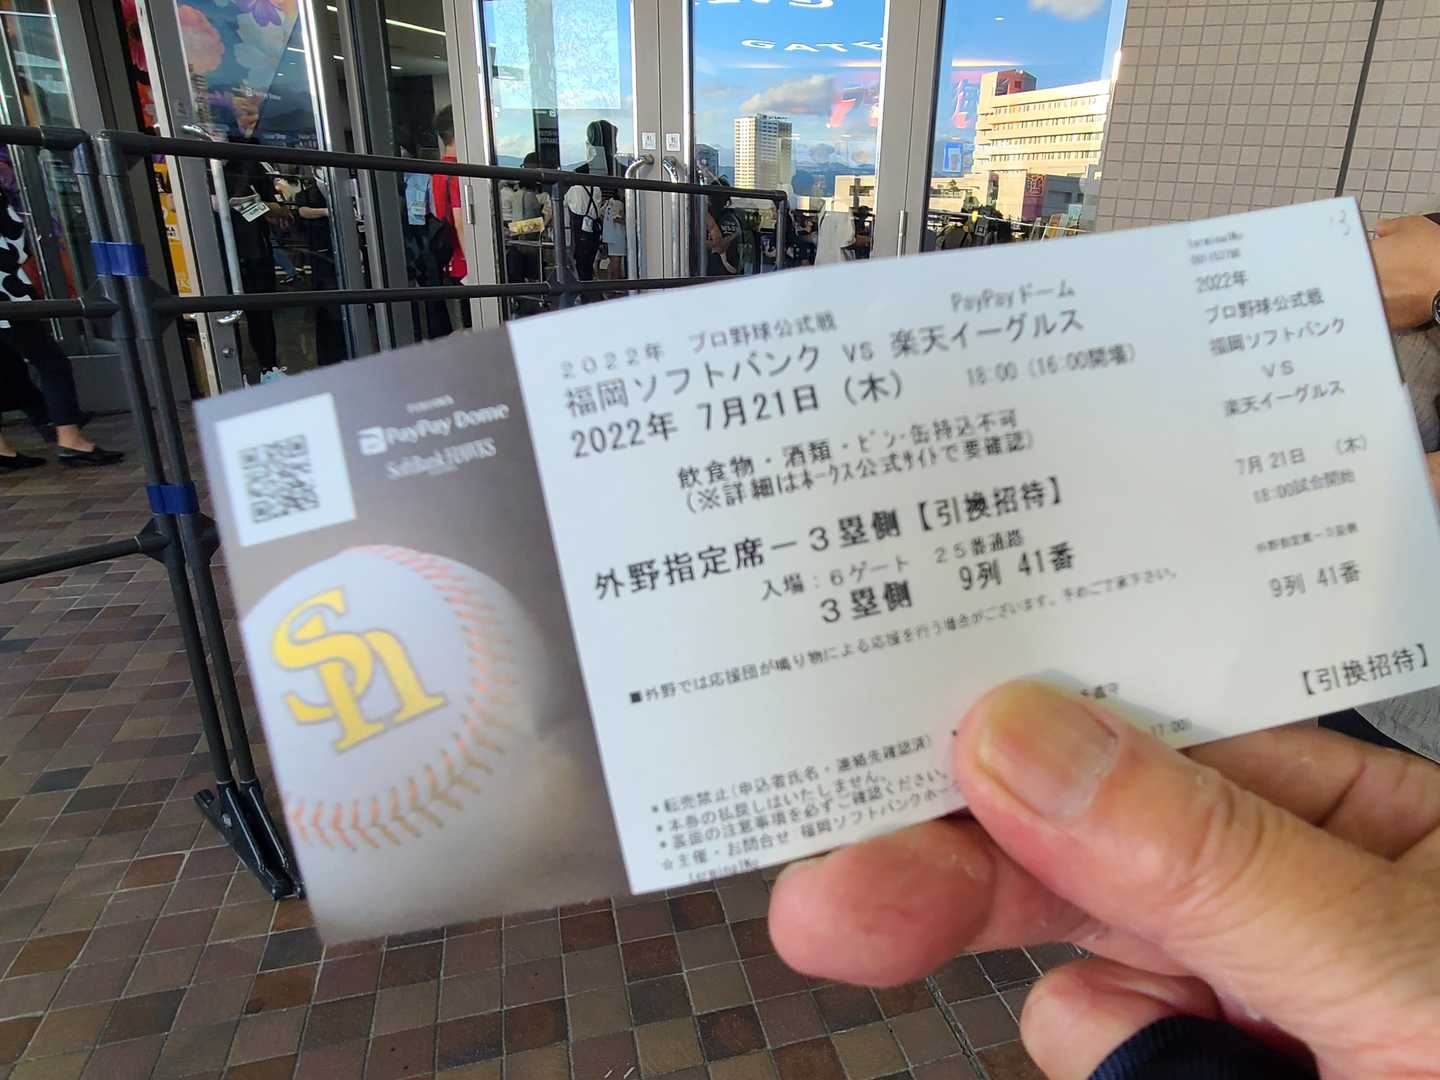 PayPay Dome
SoftBank HAWKS
2022年 プロ野球公式戦
PayPayドーム
福岡ソフトバンク VS 楽天イーグルス
2022年 7月21日(木)
18:00(16:00開場)
飲食物・酒類・ビン・缶持込不可
(※詳細はホークス公式サイトで要確認)
外野指定席－3塁側【引換招待】
入場:6ゲート 25番通路
3塁側 9列 41番
■外野では応援団が鳴り物による応援を行う場合がございます。予めご了承下さい。
17:00)
*転売禁止(申込者氏名・連絡先確認済)
*本券の払戻しはいたしません。
*裏面の注意事項を必ずご確認ください。
☆主催・お問合せ 福岡ソフトバンクホー
TerminalNo
TerminalNo
2022年
プロ野球公式戦
福岡ソフトバンク
VS
楽天イーグルス
7月21日 (木)
18:00試合開始
外野指定席－3塁側
9列 41番
【引換招待】